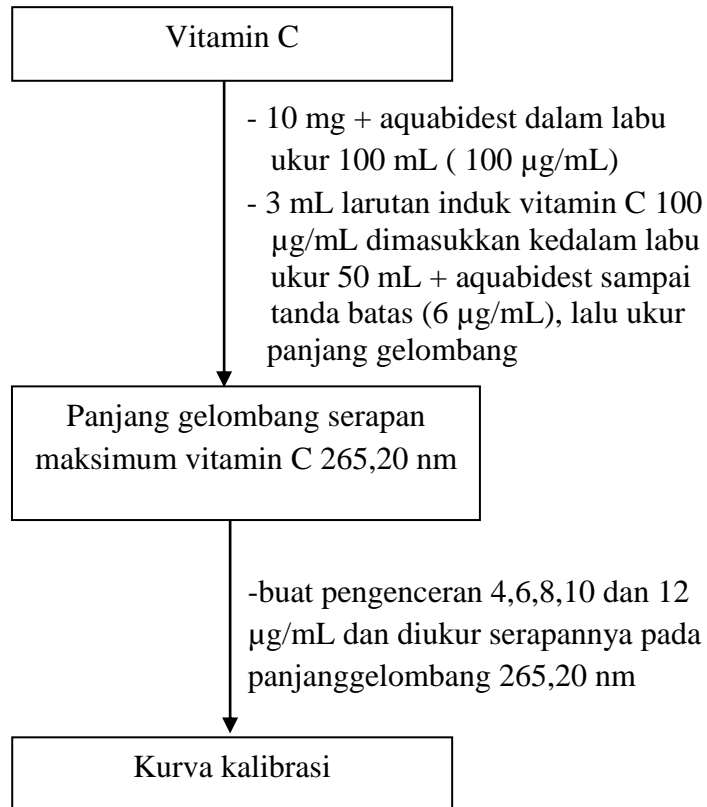 Vitamin C
- 10 mg + aquabidest dalam labu
ukur 100 mL ( 100 µg/mL)
- 3 mL larutan induk vitamin C 100
µg/mL dimasukkan kedalam labu
ukur 50 mL + aquabidest sampai
tanda batas (6 µg/mL), lalu ukur
panjang gelombang
Panjang gelombang serapan
maksimum vitamin C 265,20 nm
-buat pengenceran 4,6,8,10 dan 12
µg/mL dan diukur serapannya pada
panjanggelombang 265,20 nm
Kurva kalibrasi